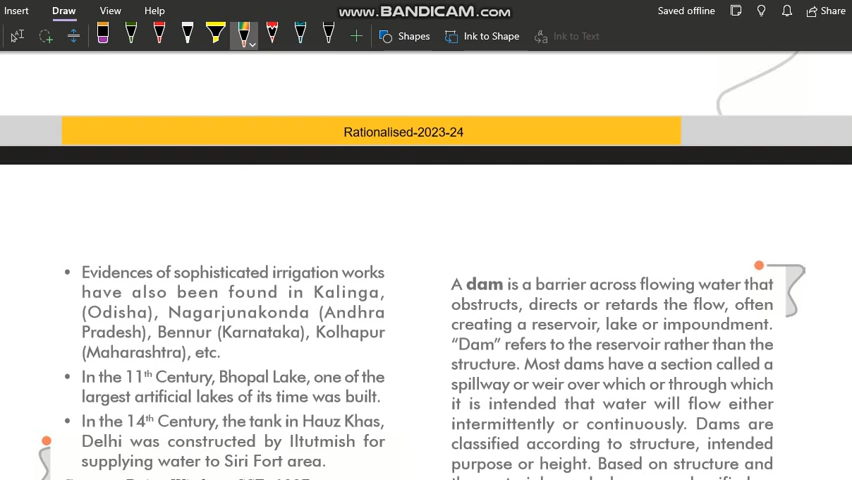 Insert Draw View Help
www.BANDICAM.com
Saved offline
Share
Shapes Ink to Shape Ink to Text
Rationalised-2023-24
• Evidences of sophisticated irrigation works
have also been found in Kalinga,
(Odisha), Nagarjunakonda (Andhra
Pradesh), Bennur (Karnataka), Kolhapur
(Maharashtra), etc.
• In the 11th Century, Bhopal Lake, one of the
largest artificial lakes of its time was built.
• In the 14th Century, the tank in Hauz Khas,
Delhi was constructed by Iltutmish for
supplying water to Siri Fort area.
A dam is a barrier across flowing water that
obstructs, directs or retards the flow, often
creating a reservoir, lake or impoundment.
“Dam” refers to the reservoir rather than the
structure. Most dams have a section called a
spillway or weir over which or through which
it is intended that water will flow either
intermittently or continuously. Dams are
classified according to structure, intended
purpose or height. Based on structure and